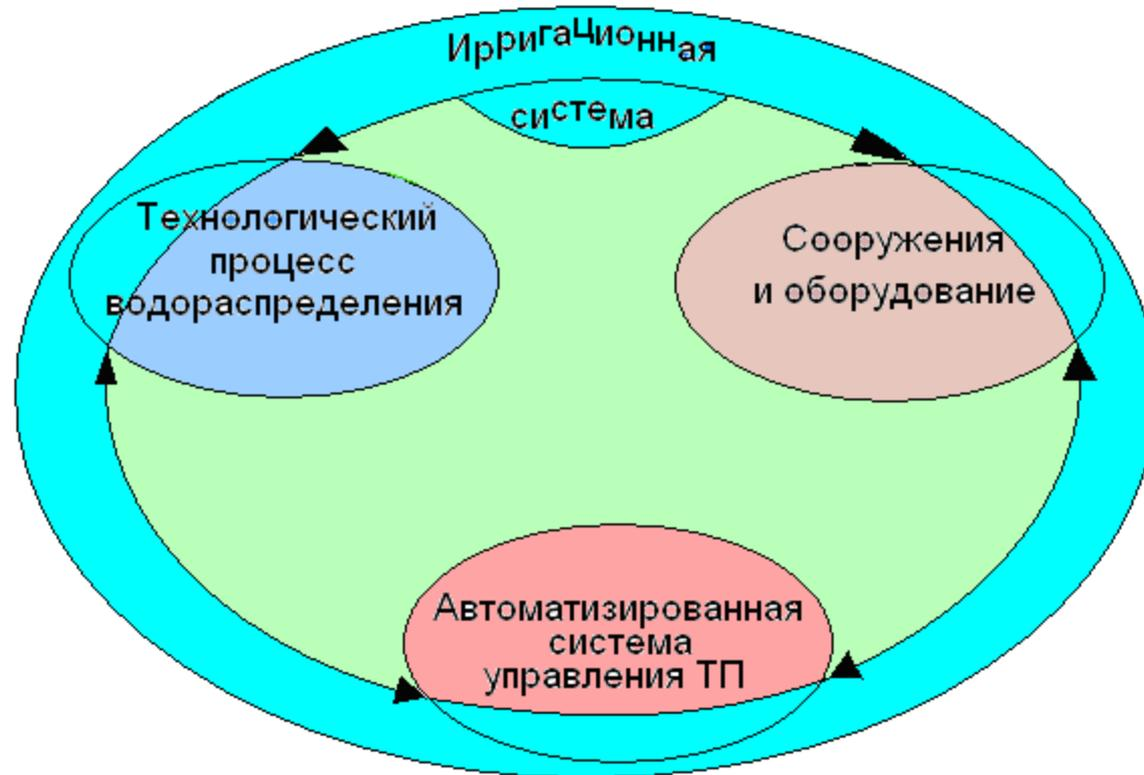 Ирригационная
система
Технологический
процесс
водораспределения
Сооружения
и оборудование
Автоматизированная
система
управления ТП